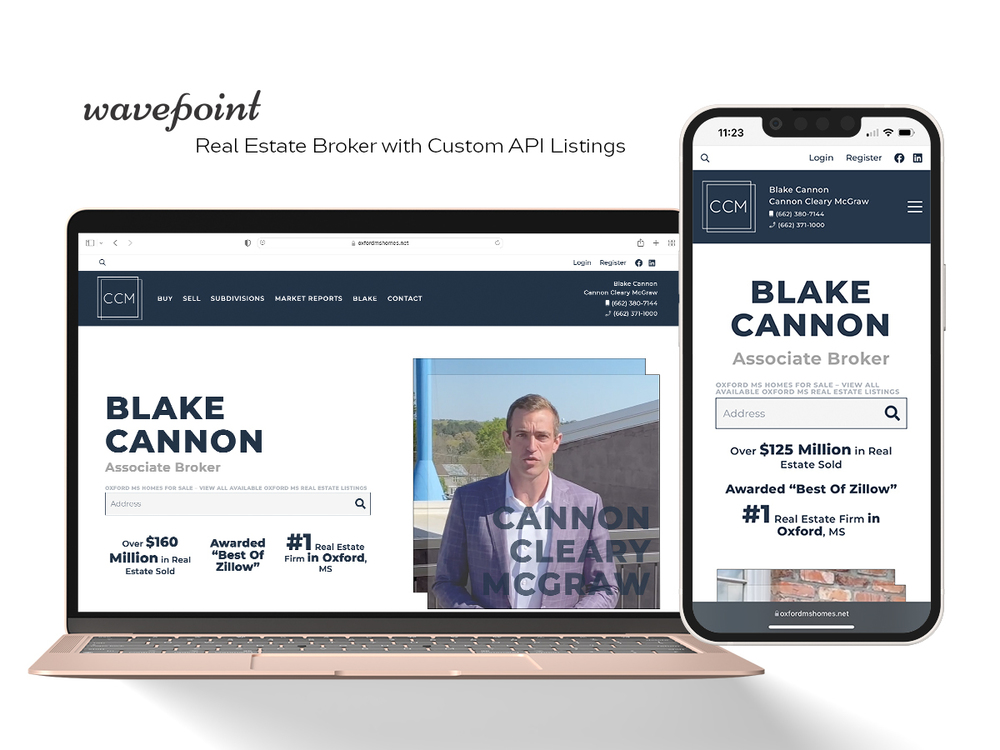 wavepoint
Real Estate Broker with Custom API Listings
oxfordmshomes.net
Login Register
CCM
BUY SELL SUBDIVISIONS MARKET REPORTS BLAKE CONTACT
Blake Cannon
Cannon Cleary McGraw
(662) 380-7144
(662) 371-1000
BLAKE
CANNON
Associate Broker
OXFORD MS HOMES FOR SALE - VIEW ALL AVAILABLE OXFORD MS REAL ESTATE LISTINGS
Address
Over $160
Million in Real
Estate Sold
Awarded
“Best Of
Zillow”
#1 Real Estate
Firm in Oxford,
MS
CANNON
CLEARY
MCGRAW
11:23
Login Register
CCM
Blake Cannon
Cannon Cleary McGraw
(662) 380-7144
(662) 371-1000
BLAKE
CANNON
Associate Broker
OXFORD MS HOMES FOR SALE - VIEW ALL
AVAILABLE OXFORD MS REAL ESTATE LISTINGS
Address
Over $125 Million in Real
Estate Sold
Awarded “Best Of Zillow”
#1 Real Estate Firm in
Oxford, MS
oxfordmshomes.net